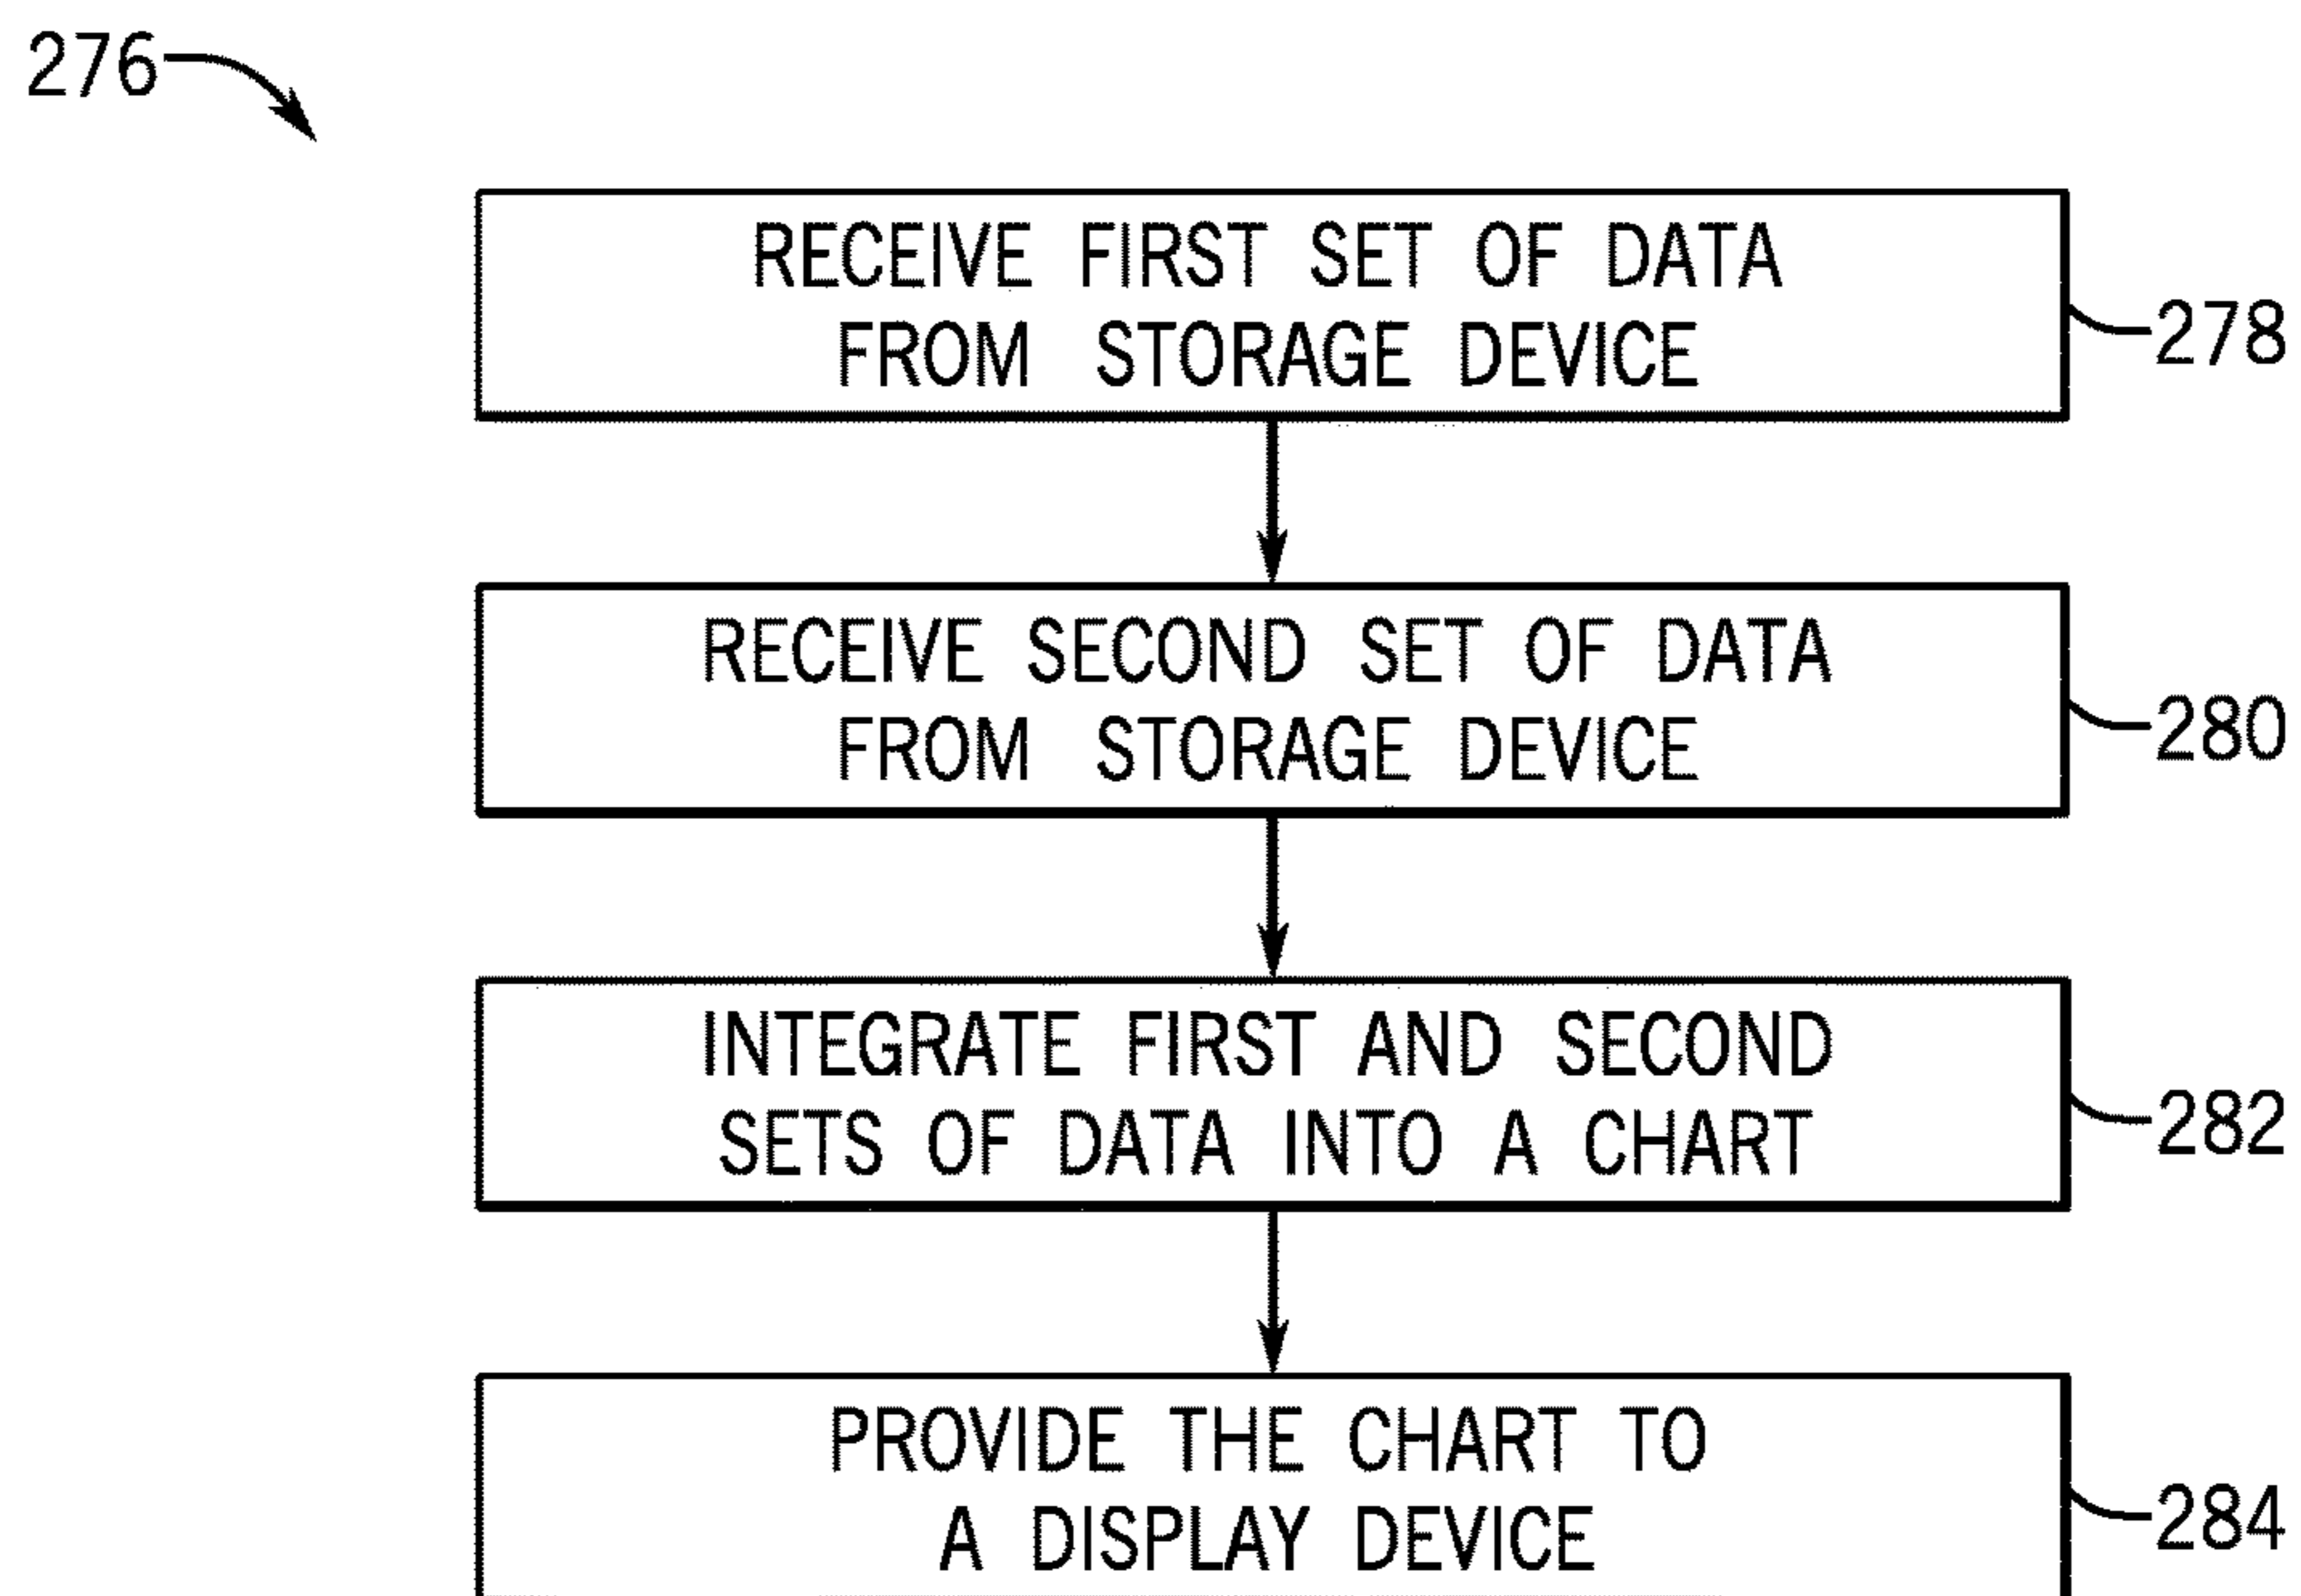 276
RECEIVE FIRST SET OF DATA
FROM STORAGE DEVICE
278
RECEIVE SECOND SET OF DATA
FROM STORAGE DEVICE
280
INTEGRATE FIRST AND SECOND
SETS OF DATA INTO A CHART
282
PROVIDE THE CHART TO
A DISPLAY DEVICE
284